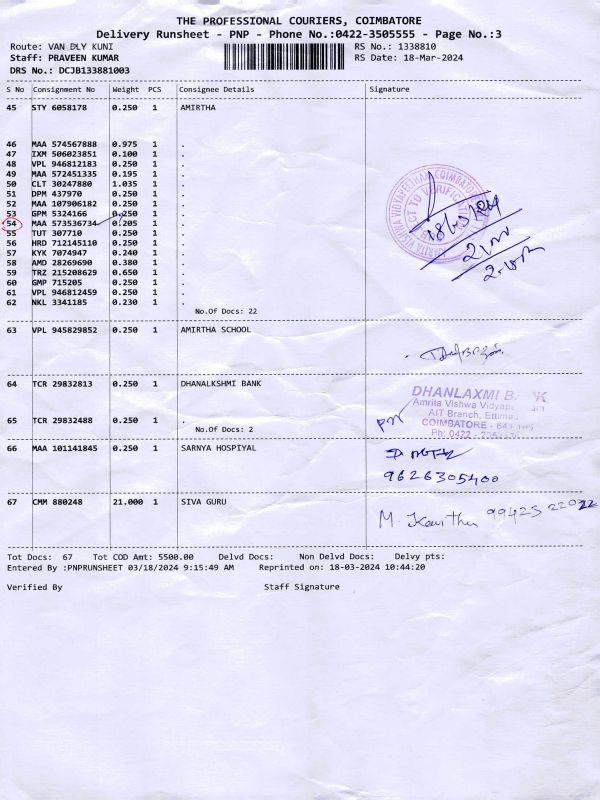 THE PROFESSIONAL COURIERS, COIMBATORE
Delivery Runsheet - PNP - Phone No.:0422-3505555 - Page No.:3
Route: VAN DLY KUNI RS No.: 1338810
Staff: PRAVEEN KUMAR RS Date: 18-Mar-2024
DRS No.: DCJB133881003
S No Consignment No Weight PCS Consignee Details Signature
45 STY 6058178 0.250 1 AMIRTHA
46 MAA 574567888 0.975 1 .
47 IXM 506023851 0.100 1 .
48 VPL 946812183 0.250 1 .
49 MAA 572451335 0.195 1 .
50 CLT 30247880 1.035 1 .
51 DPM 437970 0.250 1 .
52 MAA 107906182 0.250 1 .
53 GPM 5324166 0.250 1 .
54 MAA 573536734 0.205 1 .
55 TUT 307710 0.250 1 .
56 HRD 712145110 0.250 1 .
57 KYK 7074947 0.240 1 .
58 AMD 28269690 0.380 1 .
59 TRZ 215208629 0.650 1 .
60 GMP 715205 0.250 1 .
61 VPL 946812459 0.250 1 .
62 NKL 3341185 0.230 1 .
No.Of Docs: 22
63 VPL 945829852 0.250 1 AMIRTHA SCHOOL
64 TCR 29832813 0.250 1 DHANALKSHMI BANK
DHANLAXMI
Amrita Vishwa Vidyap
AIT Branch, Ettima
COIMBATORE - 641
Ph: 0422 -
65 TCR 29832488 0.250 1 .
No.Of Docs: 2
66 MAA 101141845 0.250 1 SARNYA HOSPIYAL
9626305400
67 CMM 880248 21.000 1 SIVA GURU
M. Kavitha
Tot Docs: 67 Tot COD Amt: 5500.00 Delvd Docs: Non Delvd Docs: Delvy pts:
Entered By :PNPRUNSHEET 03/18/2024 9:15:49 AM Reprinted on: 18-03-2024 10:44:20
Verified By Staff Signature